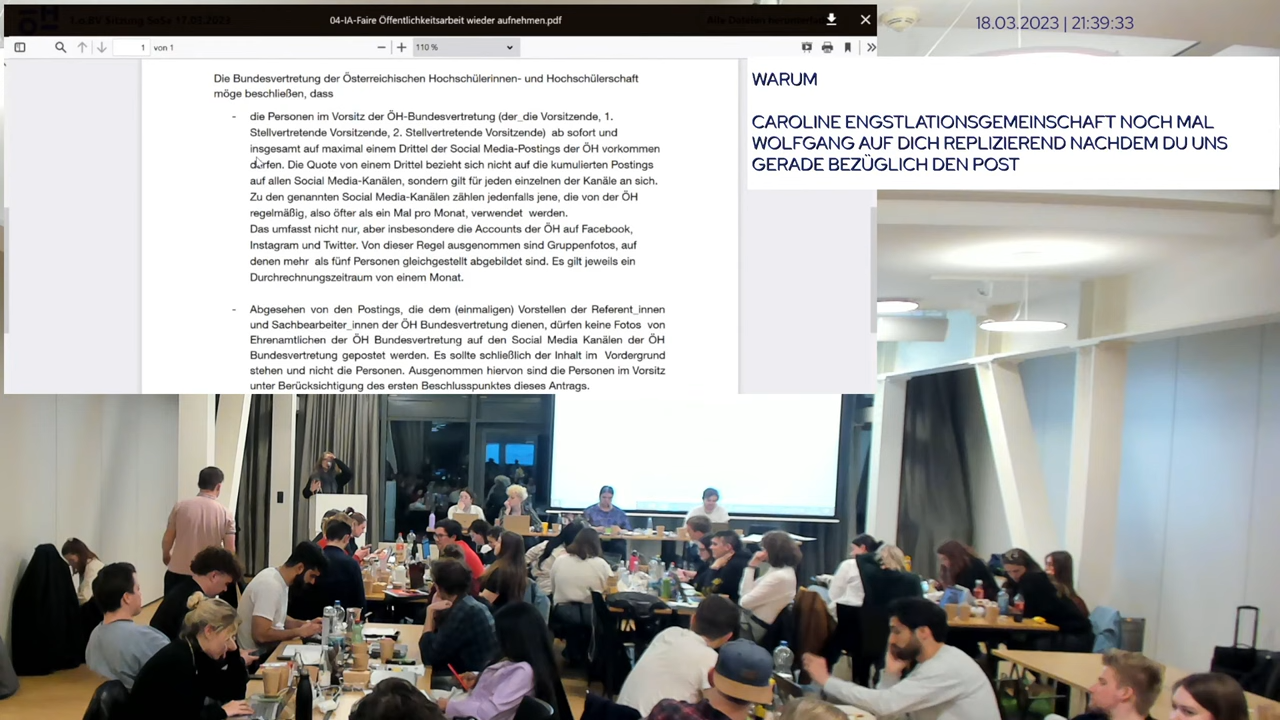 1.o.BV Sitzung SoSe 17.03.2023
04-IA-Faire Öffentlichkeitsarbeit wieder aufnehmen.pdf
18.03.2023 | 21:39:33
1 von 1
110 %
Die Bundesvertretung der Österreichischen Hochschülerinnen- und Hochschülerschaft
möge beschließen, dass
- die Personen im Vorsitz der ÖH-Bundesvertretung (der_die Vorsitzende, 1.
Stellvertretende Vorsitzende, 2. Stellvertretende Vorsitzende) ab sofort und
insgesamt auf maximal einem Drittel der Social Media-Postings der ÖH vorkommen
dürfen. Die Quote von einem Drittel bezieht sich nicht auf die kumulierten Postings
auf allen Social Media-Kanälen, sondern gilt für jeden einzelnen der Kanäle an sich.
Zu den genannten Social Media-Kanälen zählen jedenfalls jene, die von der ÖH
regelmäßig, also öfter als ein Mal pro Monat, verwendet werden.
Das umfasst nicht nur, aber insbesondere die Accounts der ÖH auf Facebook,
Instagram und Twitter. Von dieser Regel ausgenommen sind Gruppenfotos, auf
denen mehr als fünf Personen gleichgestellt abgebildet sind. Es gilt jeweils ein
Durchrechnungszeitraum von einem Monat.
- Abgesehen von den Postings, die dem (einmaligen) Vorstellen der Referent_innen
und Sachbearbeiter_innen der ÖH Bundesvertretung dienen, dürfen keine Fotos von
Ehrenamtlichen der ÖH Bundesvertretung auf den Social Media Kanälen der ÖH
Bundesvertretung gepostet werden. Es sollte schließlich der Inhalt im Vordergrund
stehen und nicht die Personen. Ausgenommen hiervon sind die Personen im Vorsitz
unter Berücksichtigung des ersten Beschlusspunktes dieses Antrags.
WARUM
CAROLINE ENGSTLATIONSGEMEINSCHAFT NOCH MAL
WOLFGANG AUF DICH REPLIZIEREND NACHDEM DU UNS
GERADE BEZÜGLICH DEN POST